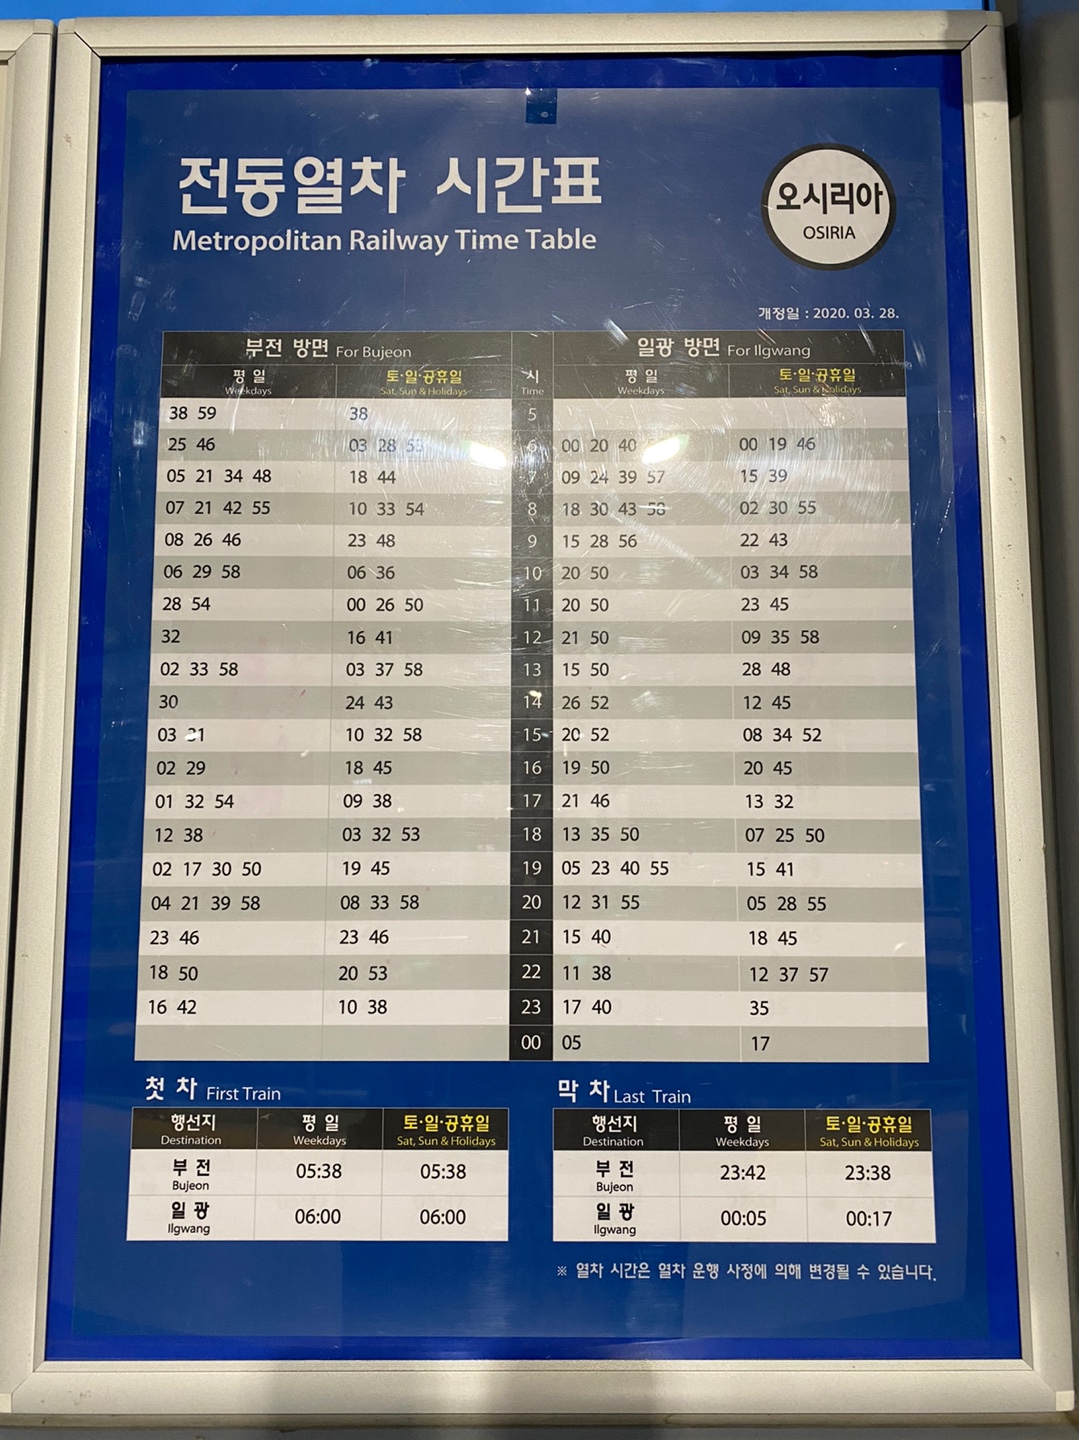 전동열차 시간표
Metropolitan Railway Time Table
오시리아
OSIRIA
개정일 : 2020. 03. 28.
부전 방면 For Bujeon 일광 방면 For Ilgwang
평 일 토·일·공휴일 시 평 일 토·일·공휴일
Weekdays Sat, Sun & Holidays Time Weekdays Sat, Sun & Holidays
38 59 38 5
25 46 03 28 53 6 00 20 40 00 19 46
05 21 34 48 18 44 7 09 24 39 57 15 39
07 21 42 55 10 33 54 8 18 30 43 58 02 30 55
08 26 46 23 48 9 15 28 56 22 43
06 29 58 06 36 10 20 50 03 34 58
28 54 00 26 50 11 20 50 23 45
32 16 41 12 21 50 09 35 58
02 33 58 03 37 58 13 15 50 28 48
30 24 43 14 26 52 12 45
03 31 10 32 58 15 20 52 08 34 52
02 29 18 45 16 19 50 20 45
01 32 54 09 38 17 21 46 13 32
12 38 03 32 53 18 13 35 50 07 25 50
02 17 30 50 19 45 19 05 23 40 55 15 41
04 21 39 58 08 33 58 20 12 31 55 05 28 55
23 46 23 46 21 15 40 18 45
18 50 20 53 22 11 38 12 37 57
16 42 10 38 23 17 40 35
00 05 17
첫 차 First Train 막 차 Last Train
행선지 평 일 토·일·공휴일 행선지 평 일 토·일·공휴일
Destination Weekdays Sat, Sun & Holidays Destination Weekdays Sat, Sun & Holidays
부 전 05:38 05:38 부 전 23:42 23:38
Bujeon Bujeon
일 광 06:00 06:00 일 광 00:05 00:17
Ilgwang Ilgwang
※ 열차 시간은 열차 운행 사정에 의해 변경될 수 있습니다.